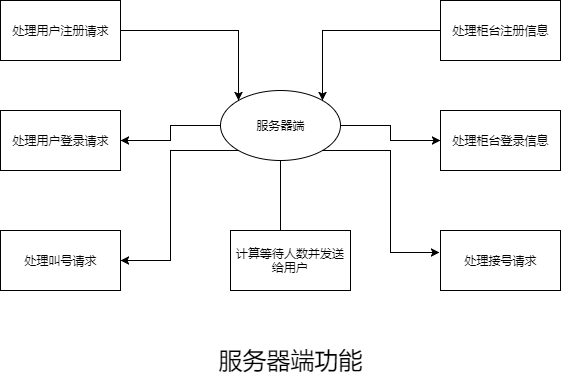 处理用户注册请求
处理柜台注册信息
服务器端
处理用户登录请求
处理柜台登录信息
处理叫号请求
计算等待人数并发送
给用户
处理接号请求
服务器端功能